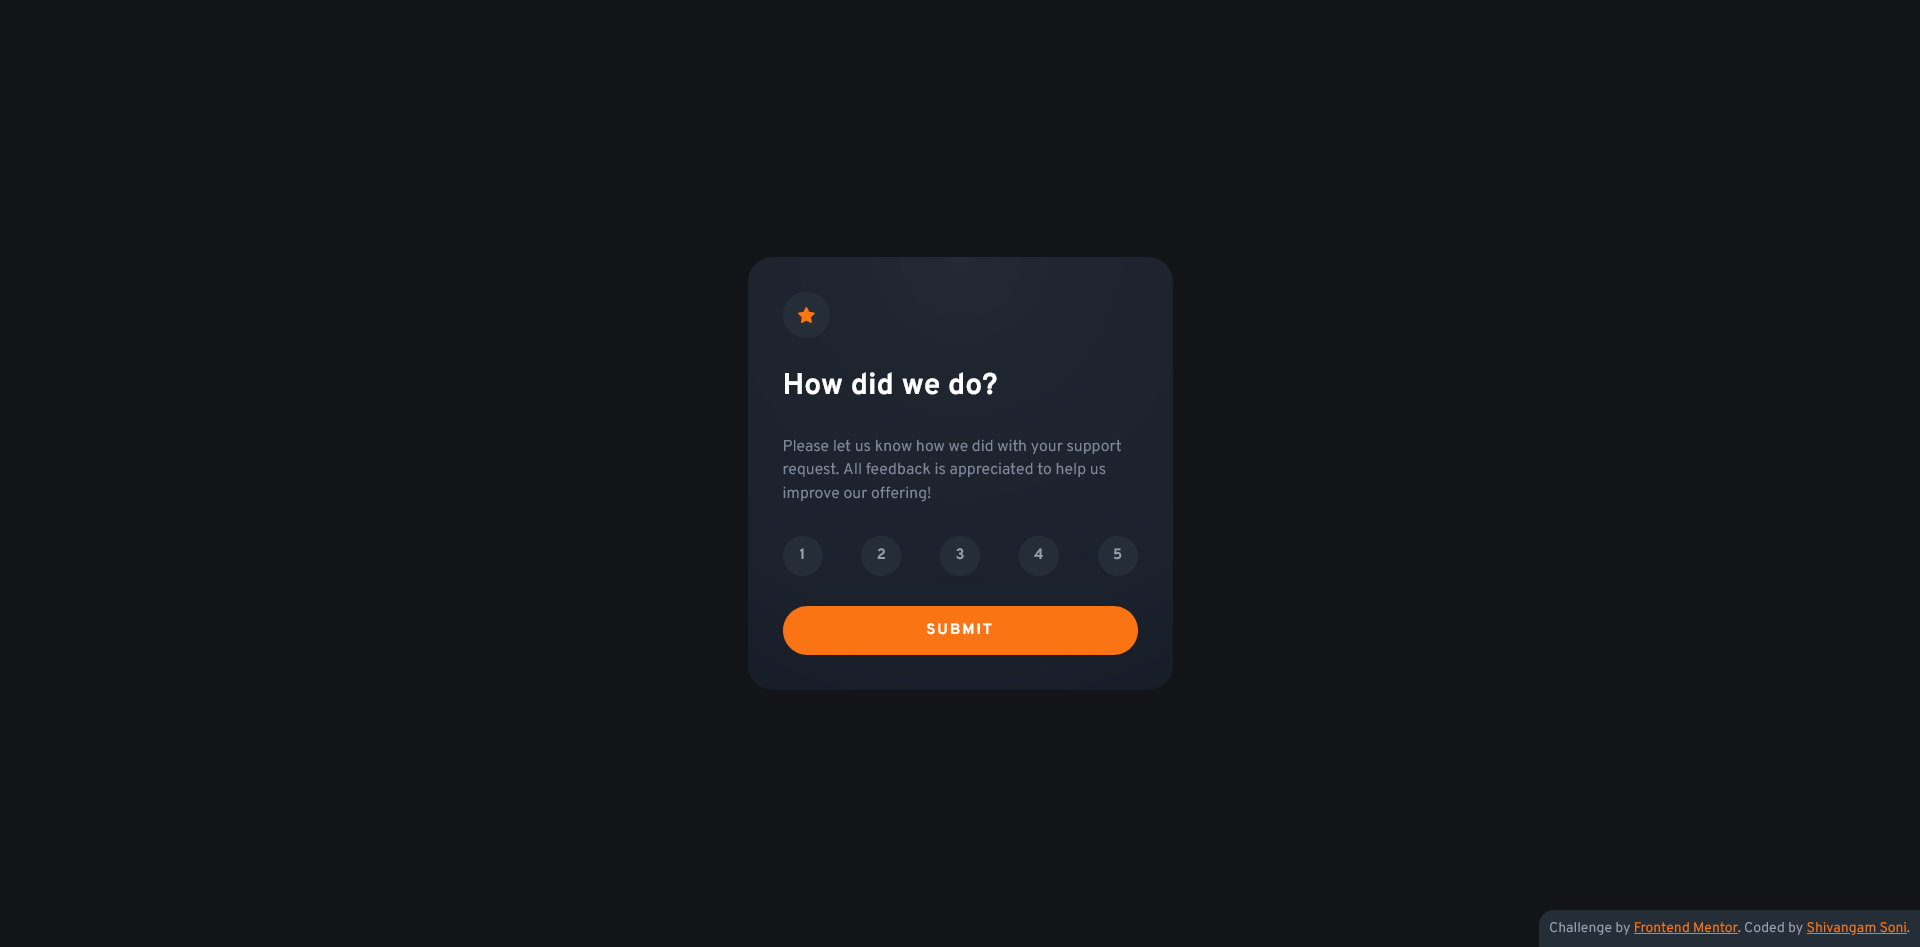 How did we do?
Please let us know how we did with your support
request. All feedback is appreciated to help us
improve our offering!
1 2 3 4 5
SUBMIT
Challenge by Frontend Mentor. Coded by Shivangam Soni.